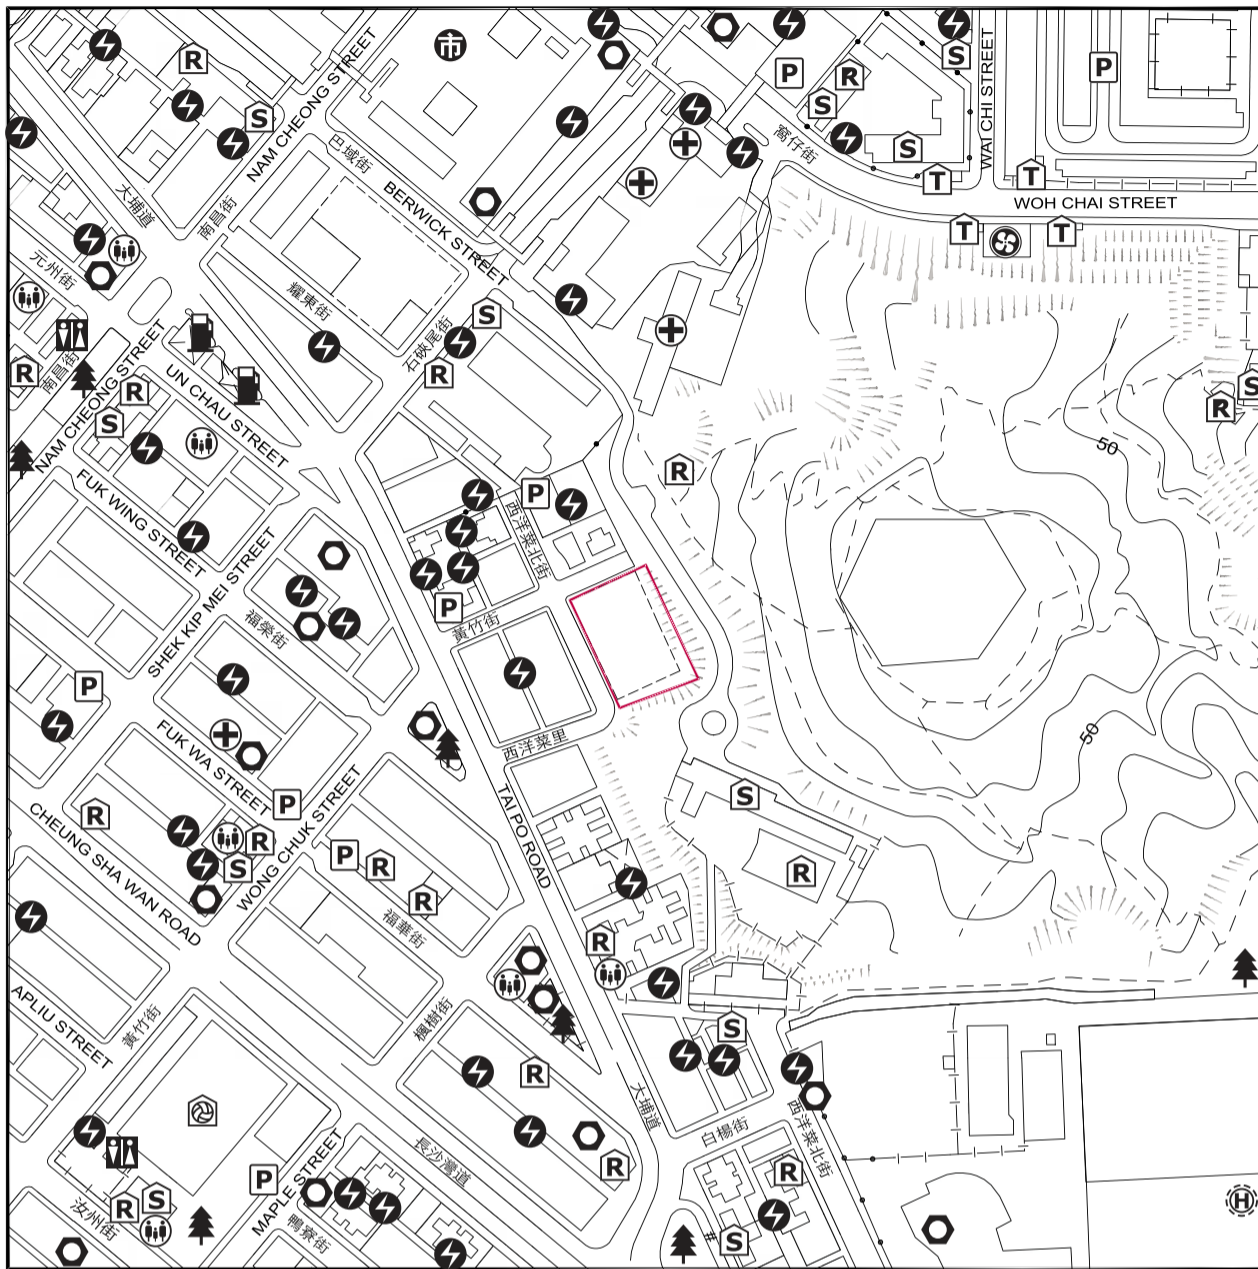 NAM CHEONG STREET
WAI CHI STREET
P
P
R
R
S
S
S
S
市
巴域街
窩仔街
BERWICK STREET
T
T
WOH CHAI STREET
T
T
大埔道
南昌街
元州街
耀東街
石硤尾街
S
R
R
南昌街
NAM CHEONG STREET
UN CHAU STREET
R
S
S
R
50
R
FUK WING STREET
P
西洋菜北街
SHEK KIP MEI STREET
福榮街
P
黃竹街
P
西洋菜里
50
FUK WA STREET
TAI PO ROAD
S
R
P
R
S
CHEUNG SHA WAN ROAD
WONG CHUK STREET
P
R
R
R
福華街
R
APLIU STREET
黃竹街
楓樹街
S
R
大埔道
白楊街
西洋菜北街
長沙灣道
MAPLE STREET
P
R
R
H
R
S
汝州街
鴨寮街
S
#